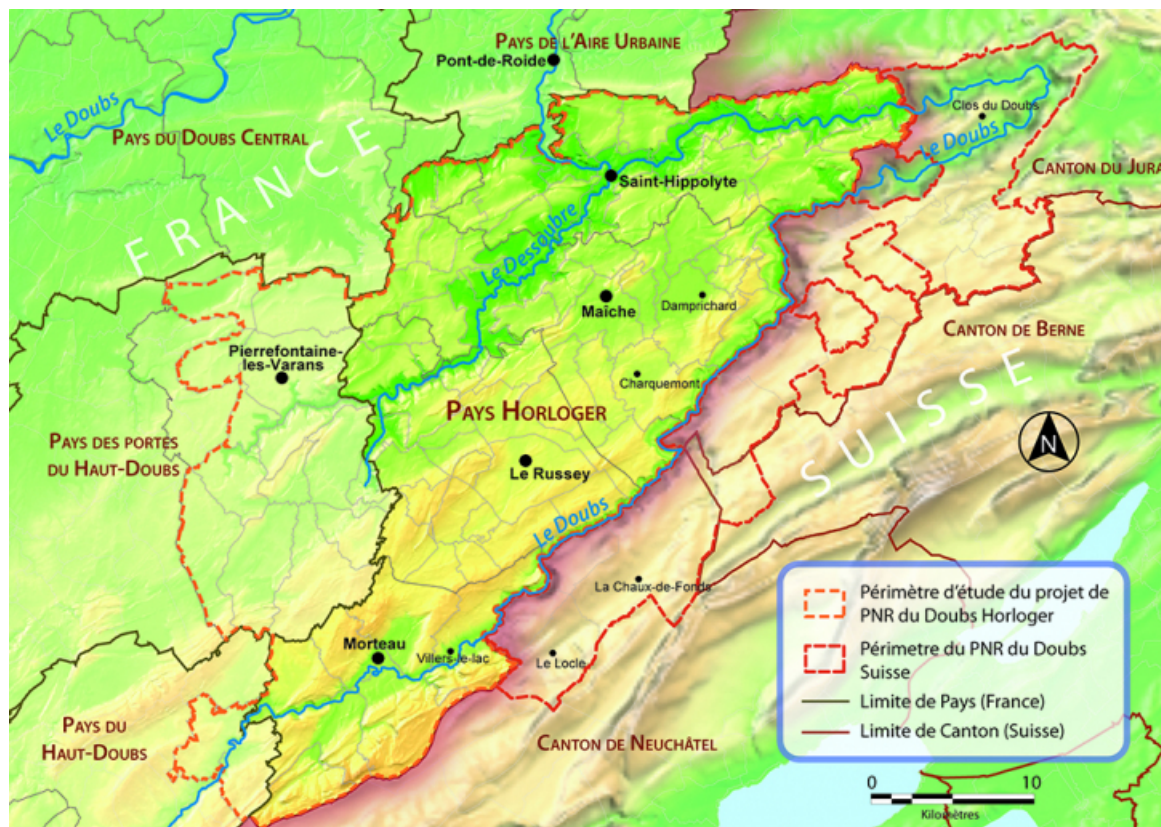 PAYS DE L'AIRE URBAINE
Pont-de-Roide
Le Doubs
Clos du Doubs
PAYS DU DOUBS CENTRAL
Le Doubs
CANTON DU JURA
FRANCE
Saint-Hippolyte
Le Dessoubre
Maîche
Damprichard
CANTON DE BERNE
Pierrefontaine-
les-Varans
Charquemont
PAYS HORLOGER
SUISSE
PAYS DES PORTES
DU HAUT-DOUBS
N
Le Russey
Le Doubs
La Chaux-de-Fonds
Périmètre d'étude du projet de
PNR du Doubs Horloger
Morteau
Villers-le-lac
Le Locle
Périmetre du PNR du Doubs
Suisse
Limite de Pays (France)
PAYS DU
HAUT-DOUBS
CANTON DE NEUCHÂTEL
Limite de Canton (Suisse)
0 10
Kilomètres